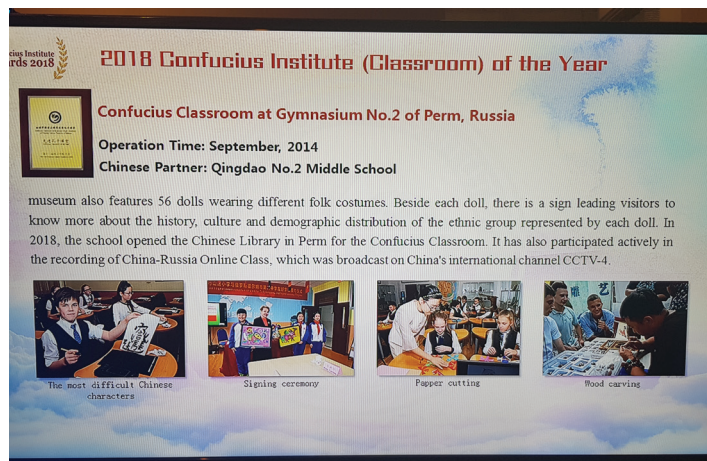 cius Institute
rds 2018
2018 Confucius Institute (Classroom) of the Year
Confucius Classroom at Gymnasium No.2 of Perm, Russia
Operation Time: September, 2014
Chinese Partner: Qingdao No.2 Middle School
museum also features 56 dolls wearing different folk costumes. Beside each doll, there is a sign leading visitors to
know more about the history, culture and demographic distribution of the ethnic group represented by each doll. In
2018, the school opened the Chinese Library in Perm for the Confucius Classroom. It has also participated actively in
the recording of China-Russia Online Class, which was broadcast on China's international channel CCTV-4.
The most difficult Chinese
characters
Signing ceremony
Papper cutting
Wood carving